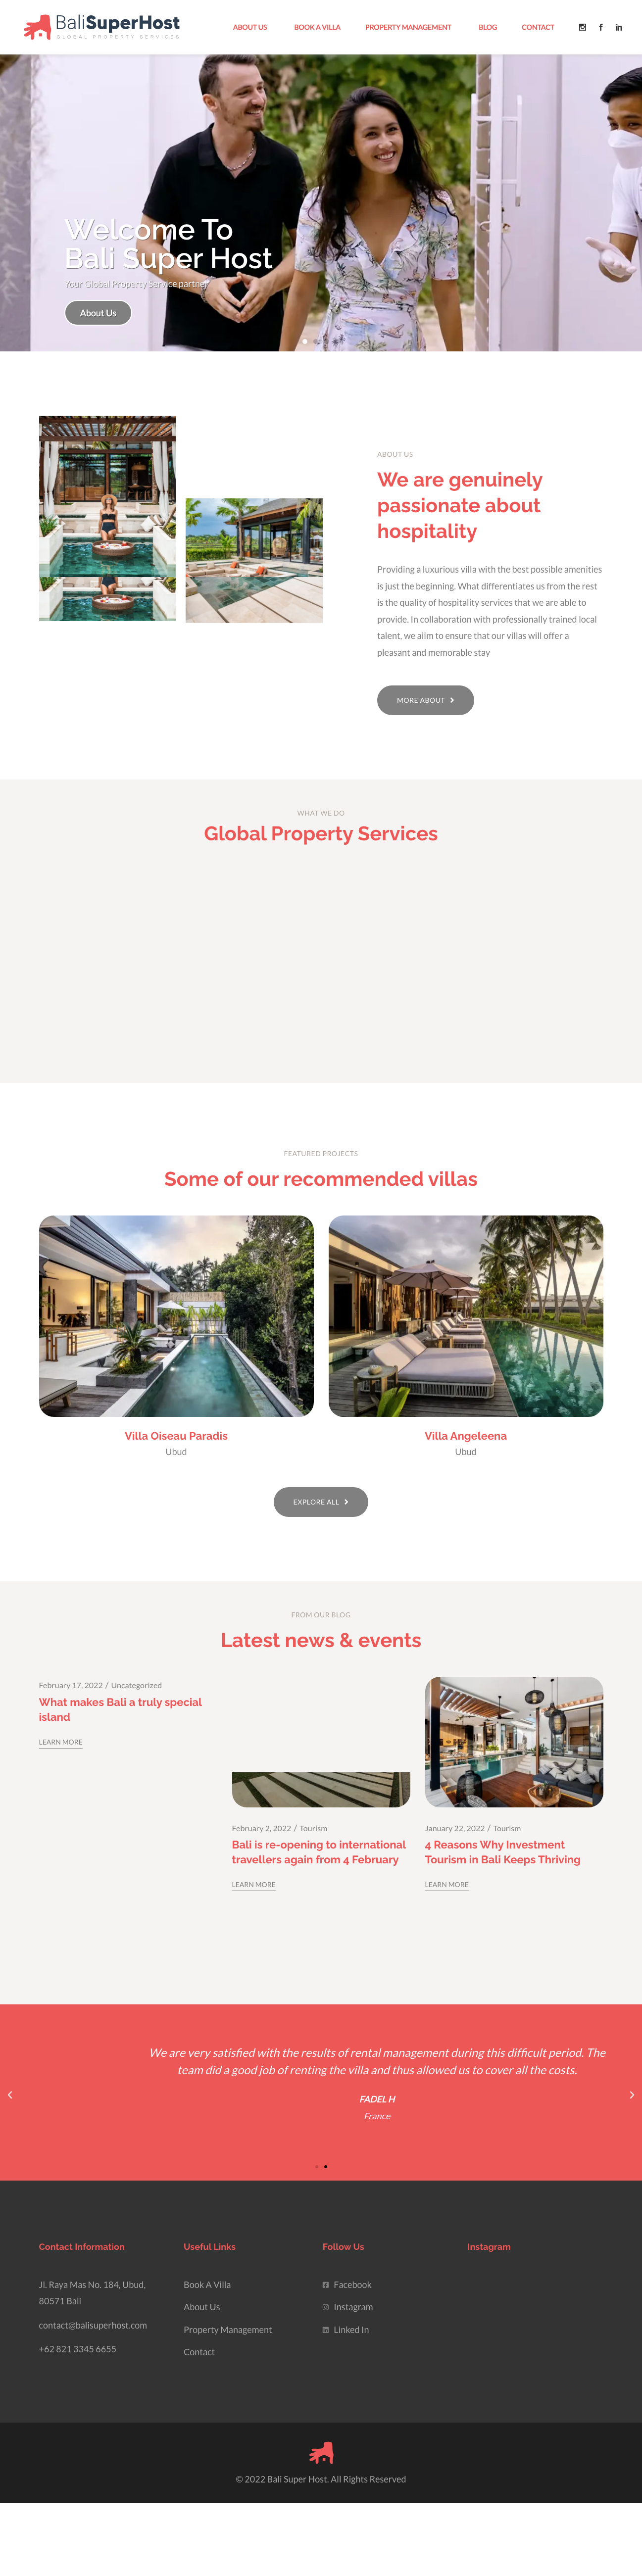 BaliSuperHost
GLOBAL PROPERTY SERVICES
ABOUT US
BOOK A VILLA
PROPERTY MANAGEMENT
BLOG
CONTACT
Welcome To
Bali Super Host
Your Global Property Service partner
About Us
ABOUT US
We are genuinely
passionate about
hospitality
Providing a luxurious villa with the best possible amenities
is just the beginning. What differentiates us from the rest
is the quality of hospitality services that we are able to
provide. In collaboration with professionally trained local
talent, we aiim to ensure that our villas will offer a
pleasant and memorable stay
MORE ABOUT
WHAT WE DO
Global Property Services
FEATURED PROJECTS
Some of our recommended villas
Villa Oiseau Paradis
Ubud
Villa Angeleena
Ubud
EXPLORE ALL
FROM OUR BLOG
Latest news & events
February 17, 2022 / Uncategorized
What makes Bali a truly special
island
LEARN MORE
February 2, 2022 / Tourism
Bali is re-opening to international
travellers again from 4 February
LEARN MORE
January 22, 2022 / Tourism
4 Reasons Why Investment
Tourism in Bali Keeps Thriving
LEARN MORE
We are very satisfied with the results of rental management during this difficult period. The
team did a good job of renting the villa and thus allowed us to cover all the costs.
FADEL H
France
Contact Information
Jl. Raya Mas No. 184, Ubud,
80571 Bali
contact@balisuperhost.com
+62 821 3345 6655
Useful Links
Book A Villa
About Us
Property Management
Contact
Follow Us
Facebook
Instagram
Linked In
Instagram
© 2022 Bali Super Host. All Rights Reserved